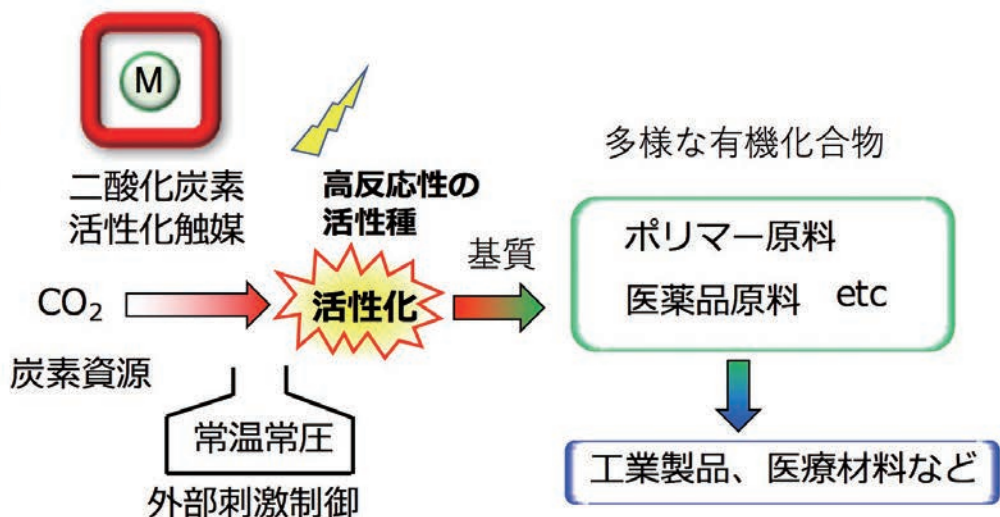 M
二酸化炭素
活性化触媒
高反応性の
活性種
CO₂
炭素資源
活性化
常温常圧
外部刺激制御
基質
多様な有機化合物
ポリマー原料
医薬品原料 etc
工業製品、医療材料など